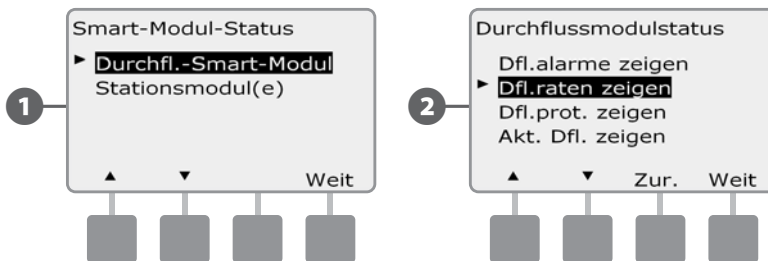 1
Smart-Modul-Status
► Durchfl.-Smart-Modul
Stationsmodul(e)
▲ ▼ Weit
2
Durchflussmodulstatus
Dfl.alarme zeigen
► Dfl.raten zeigen
Dfl.prot. zeigen
Akt. Dfl. zeigen
▲ ▼ Zur. Weit